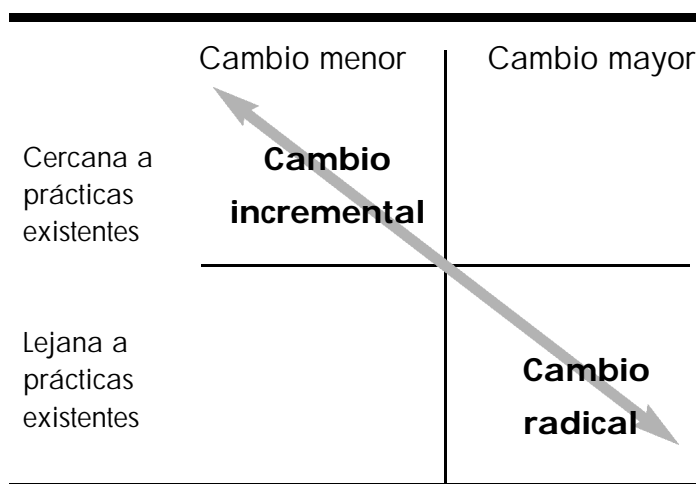 Cambio menor
Cambio mayor
Cercana a
prácticas
existentes
Cambio
incremental
Lejana a
prácticas
existentes
Cambio
radical